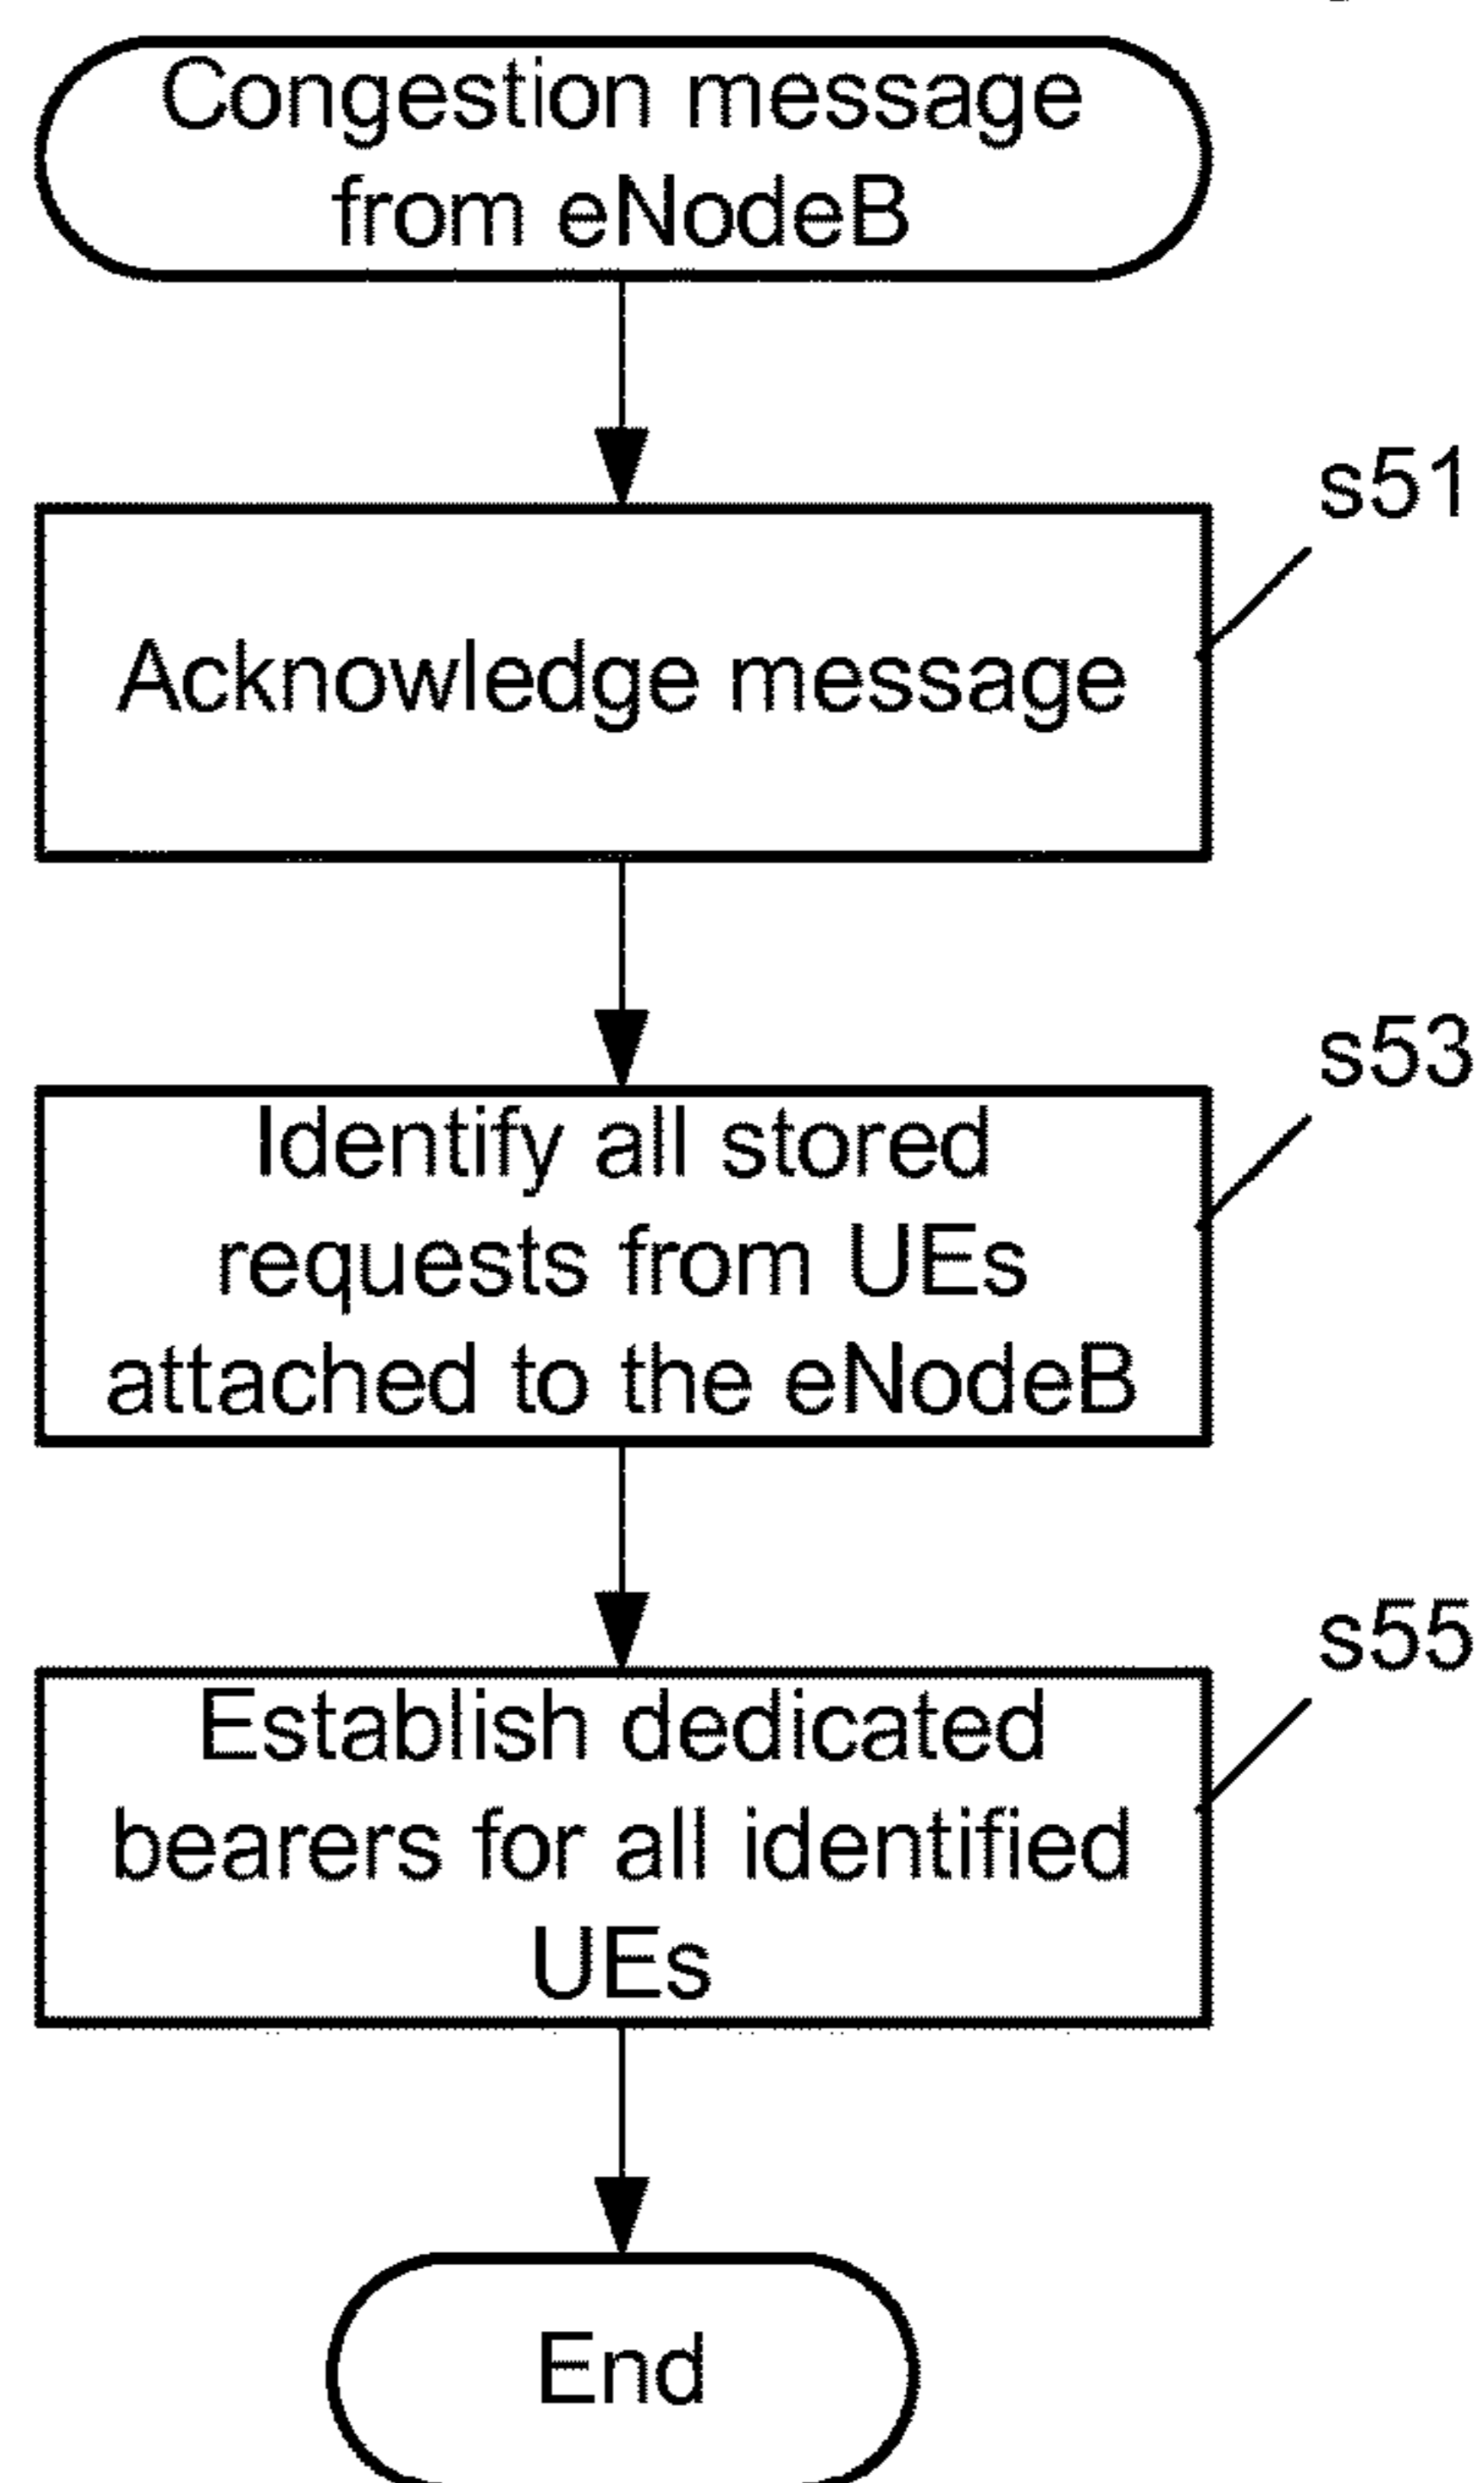 Congestion message
from eNodeB
s51
Acknowledge message
s53
Identify all stored
requests from UEs
attached to the eNodeB
s55
Establish dedicated
bearers for all identified
UEs
End